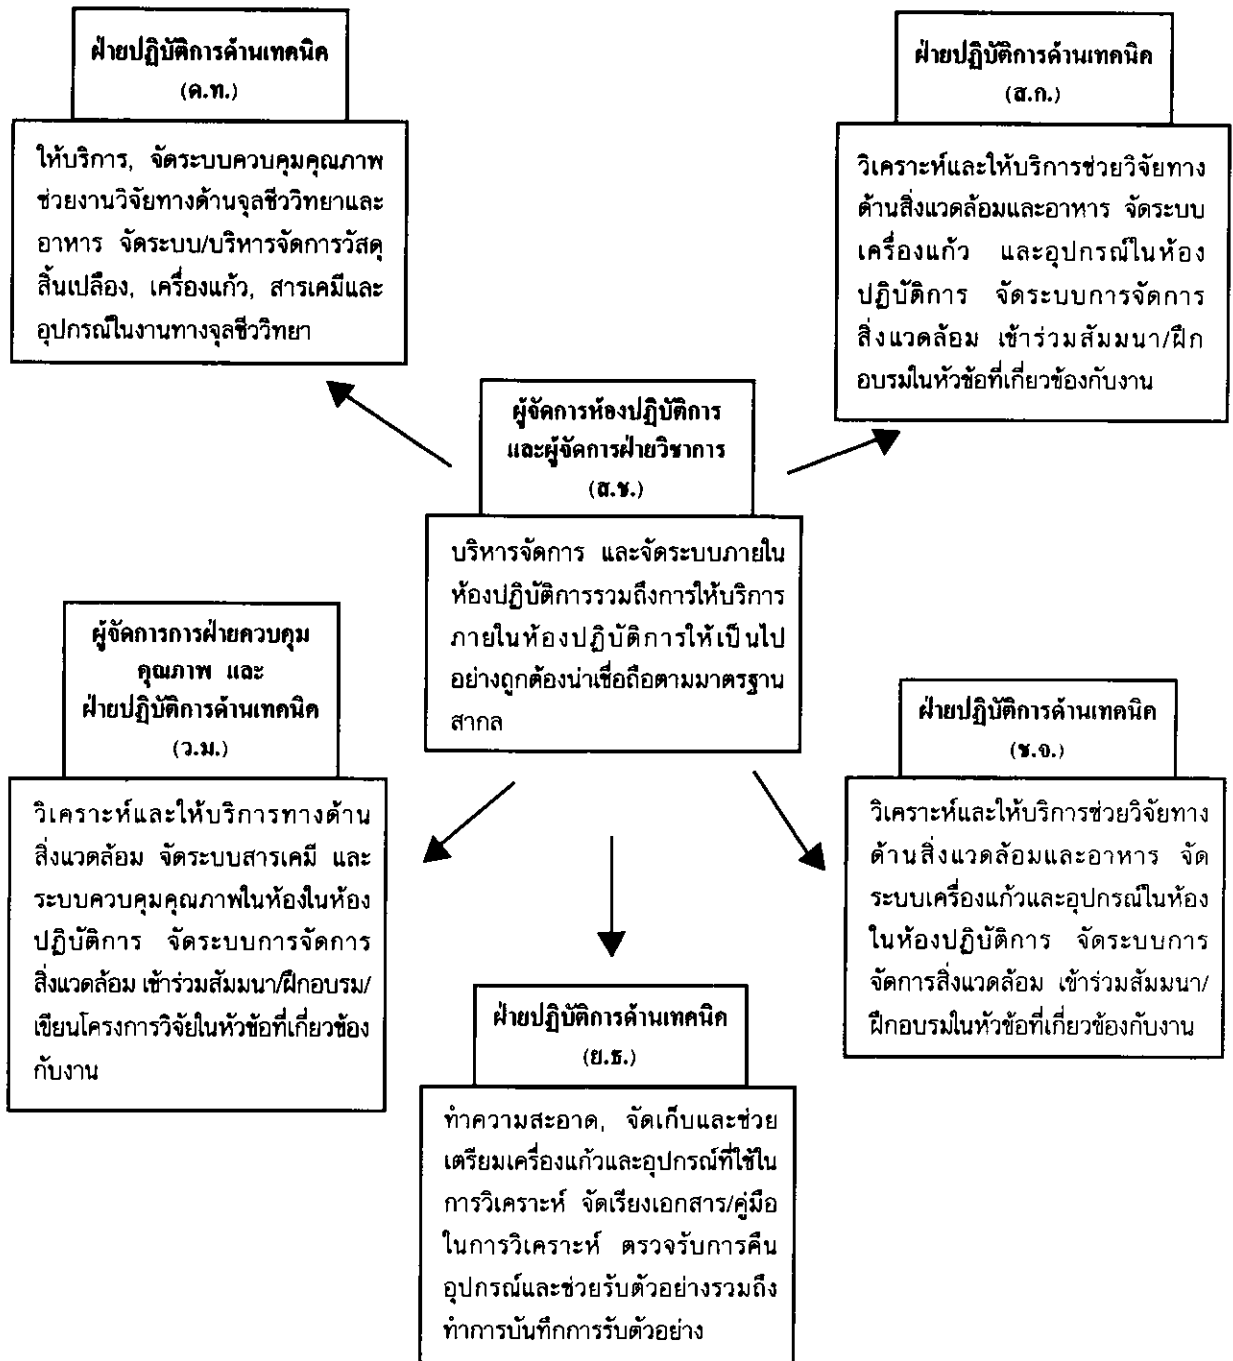 ฝ่ายปฏิบัติการด้านเทคนิค
(ด.ท.)
ให้บริการ, จัดระบบควบคุมคุณภาพ
ช่วยงานวิจัยทางด้านจุลชีววิทยาและ
อาหาร จัดระบบ/บริหารจัดการวัสดุ
สิ้นเปลือง, เครื่องแก้ว, สารเคมีและ
อุปกรณ์ในงานทางจุลชีววิทยา
ฝ่ายปฏิบัติการด้านเทคนิค
(ส.ก.)
วิเคราะห์และให้บริการช่วยวิจัยทาง
ด้านสิ่งแวดล้อมและอาหาร จัดระบบ
เครื่องแก้ว และอุปกรณ์ในห้อง
ปฏิบัติการ จัดระบบการจัดการ
สิ่งแวดล้อม เข้าร่วมสัมมนา/ฝึก
อบรมในหัวข้อที่เกี่ยวข้องกับงาน
ผู้จัดการห้องปฏิบัติการ
และผู้จัดการฝ่ายวิชาการ
(ส.ช.)
บริหารจัดการ และจัดระบบภายใน
ห้องปฏิบัติการรวมถึงการให้บริการ
ภายในห้องปฏิบัติการให้เป็นไป
อย่างถูกต้องน่าเชื่อถือตามมาตรฐาน
สากล
ผู้จัดการการฝ่ายควบคุม
คุณภาพ และ
ฝ่ายปฏิบัติการด้านเทคนิค
(ว.ม.)
วิเคราะห์และให้บริการทางด้าน
สิ่งแวดล้อม จัดระบบสารเคมี และ
ระบบควบคุมคุณภาพในห้องในห้อง
ปฏิบัติการ จัดระบบการจัดการ
สิ่งแวดล้อม เข้าร่วมสัมมนา/ฝึกอบรม/
เขียนโครงการวิจัยในหัวข้อที่เกี่ยวข้อง
กับงาน
ฝ่ายปฏิบัติการด้านเทคนิค
(ช.จ.)
วิเคราะห์และให้บริการช่วยวิจัยทาง
ด้านสิ่งแวดล้อมและอาหาร จัด
ระบบเครื่องแก้วและอุปกรณ์ในห้อง
ในห้องปฏิบัติการ จัดระบบการ
จัดการสิ่งแวดล้อม เข้าร่วมสัมมนา/
ฝึกอบรมในหัวข้อที่เกี่ยวข้องกับงาน
ฝ่ายปฏิบัติการด้านเทคนิค
(ย.ธ.)
ทำความสะอาด, จัดเก็บและช่วย
เตรียมเครื่องแก้วและอุปกรณ์ที่ใช้ใน
การวิเคราะห์ จัดเรียงเอกสาร/คู่มือ
ในการวิเคราะห์ ตรวจรับการคืน
อุปกรณ์และช่วยรับตัวอย่างรวมถึง
ทำการบันทึกการรับตัวอย่าง